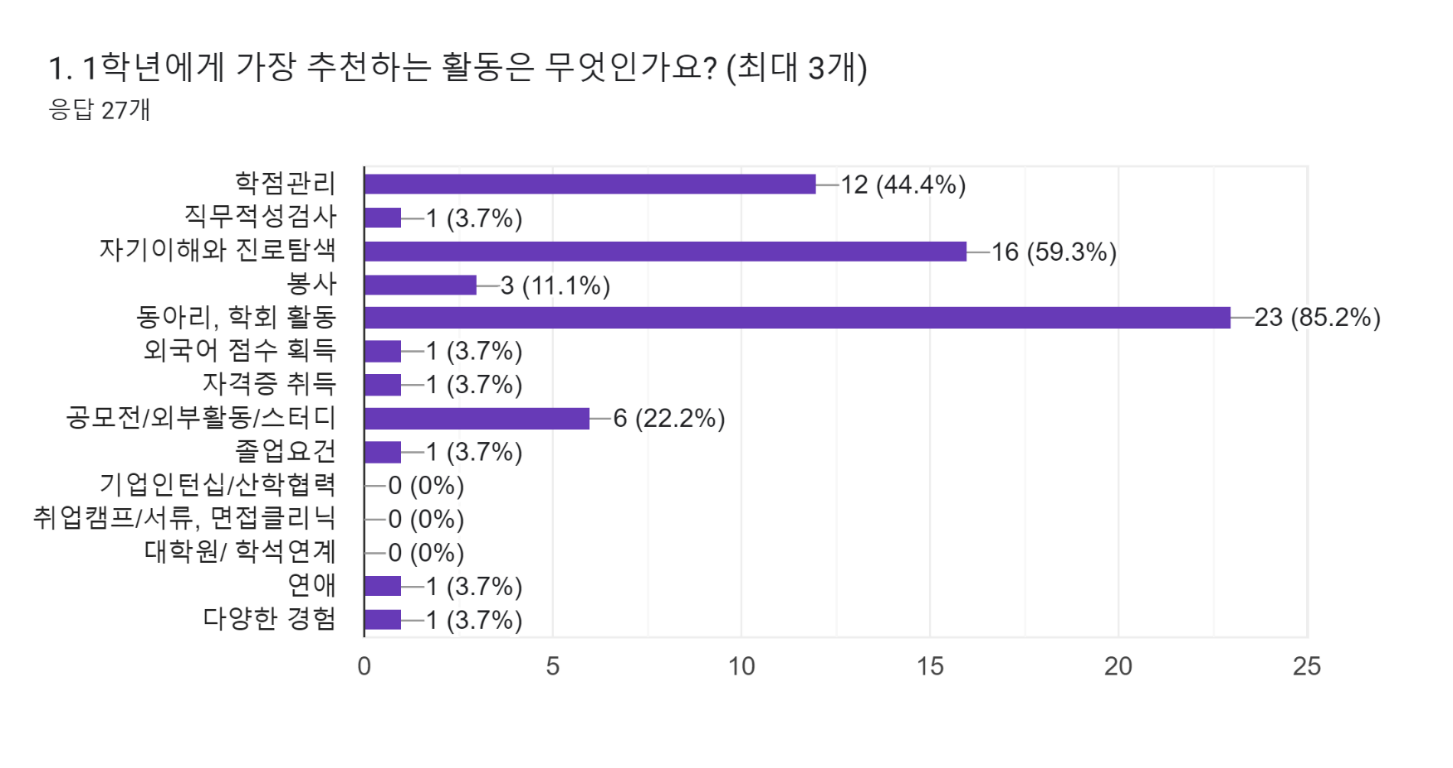 1. 1학년에게 가장 추천하는 활동은 무엇인가요? (최대 3개)
응답 27개
학점관리 12 (44.4%)
직무적성검사 1 (3.7%)
자기이해와 진로탐색 16 (59.3%)
봉사 3 (11.1%)
동아리, 학회 활동 23 (85.2%)
외국어 점수 획득 1 (3.7%)
자격증 취득 1 (3.7%)
공모전/외부활동/스터디 6 (22.2%)
졸업요건 1 (3.7%)
기업인턴십/산학협력 0 (0%)
취업캠프/서류, 면접클리닉 0 (0%)
대학원/ 학석연계 0 (0%)
연애 1 (3.7%)
다양한 경험 1 (3.7%)
0 5 10 15 20 25